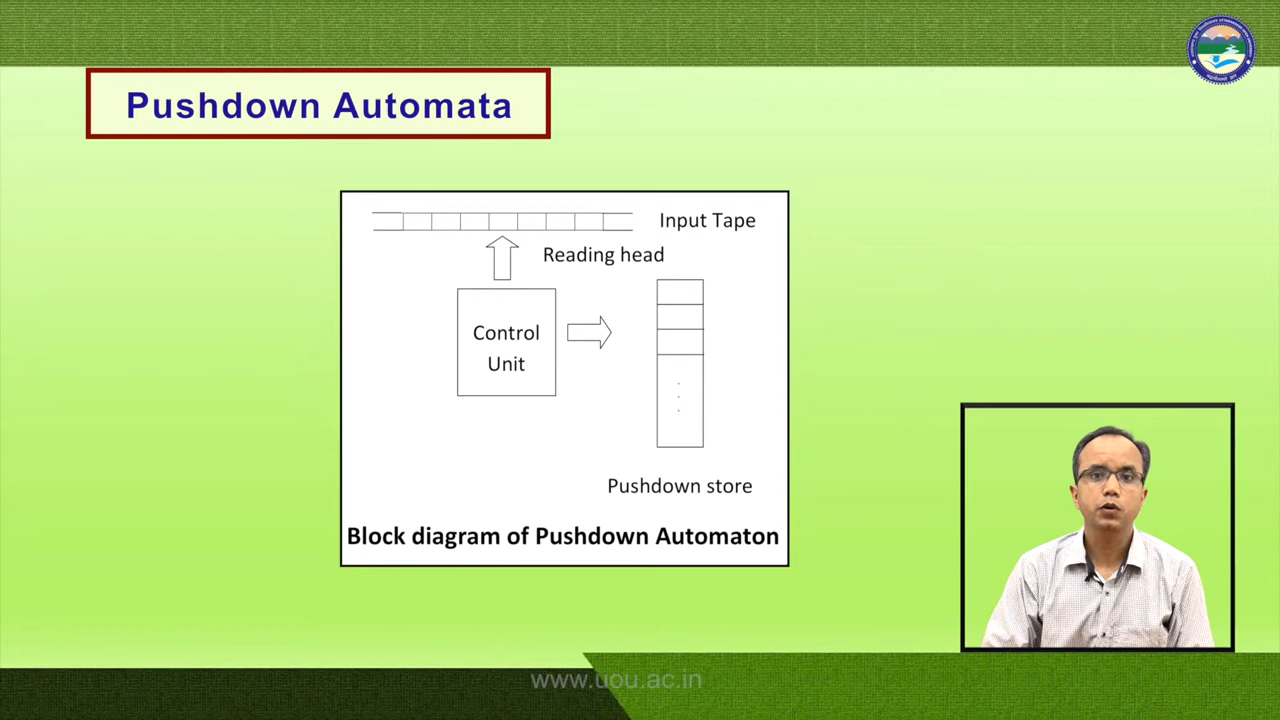 Pushdown Automata
Input Tape
Reading head
Control
Unit
Pushdown store
Block diagram of Pushdown Automaton
www.uou.ac.in